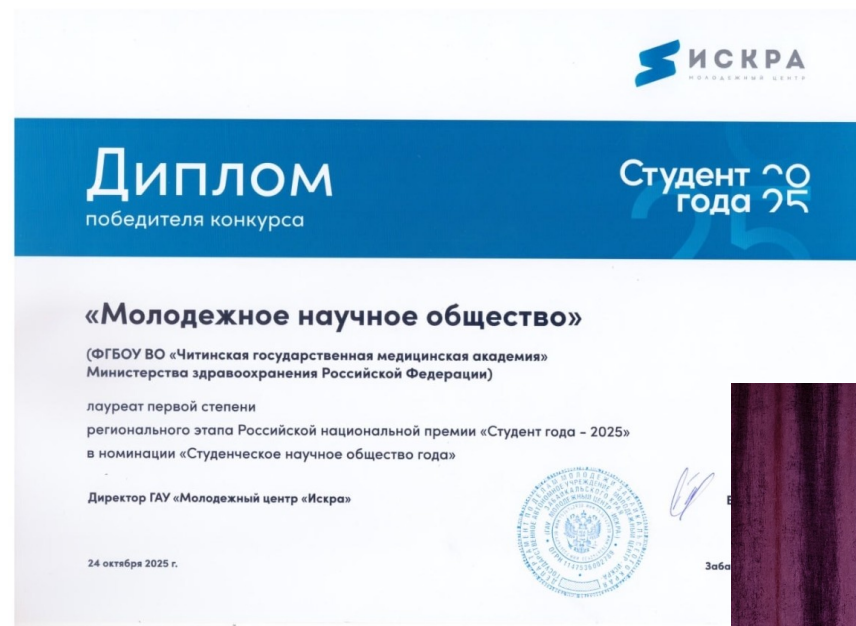 ИСКРА
МОЛОДЕЖНЫЙ ЦЕНТР
Диплом
победителя конкурса
Студент
года 2025
«Молодежное научное общество»
(ФГБОУ ВО «Читинская государственная медицинская академия»
Министерства здравоохранения Российской Федерации)
лауреат первой степени
регионального этапа Российской национальной премии «Студент года - 2025»
в номинации «Студенческое научное общество года»
Директор ГАУ «Молодежный центр «Искра»
24 октября 2025 г.